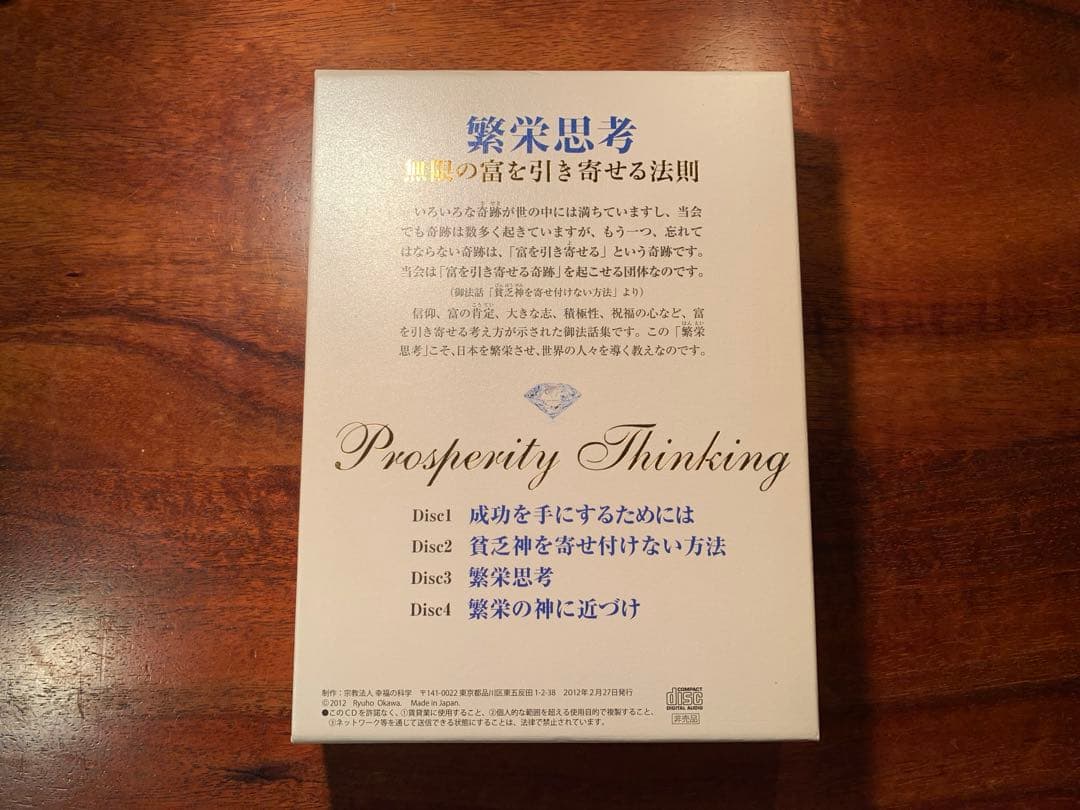 繁栄思考
無限の富を引き寄せる法則
いろいろな奇跡が世の中には満ちていますし、当会
でも奇跡は数多く起きていますが、もう一つ、忘れて
はならない奇跡は、「富を引き寄せる」という奇跡です。
当会は「富を引き寄せる奇跡」を起こせる団体なのです。
（御法話「貧乏神を寄せ付けない方法」より）
信仰、富の肯定、大きな志、積極性、祝福の心など、富
を引き寄せる考え方が示された御法話集です。この「繁栄
思考」こそ、日本を繁栄させ、世界の人々を導く教えなのです。
Prosperity Thinking
Disc1 成功を手にするためには
Disc2 貧乏神を寄せ付けない方法
Disc3 繁栄思考
Disc4 繁栄の神に近づけ
制作：宗教法人 幸福の科学 〒141-0022 東京都品川区東五反田 1-2-38 2012年2月27日発行
©2012 Ryuho Okawa. Made in Japan.
●このCDを許諾なく、①賃貸業に使用すること、②個人的な範囲を超える使用目的で複製すること、
③ネットワーク等を通じて送信できる状態にすることは、法律で禁止されています。
COMPACT
disc
DIGITAL AUDIO
非売品